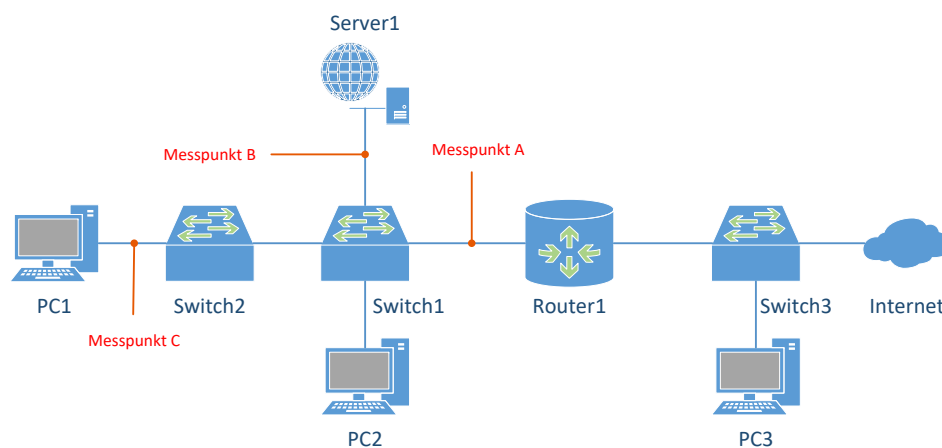 Server1
Messpunkt B
Messpunkt A
PC1
Switch2
Switch1
Router1
Switch3
Internet
Messpunkt C
PC2
PC3